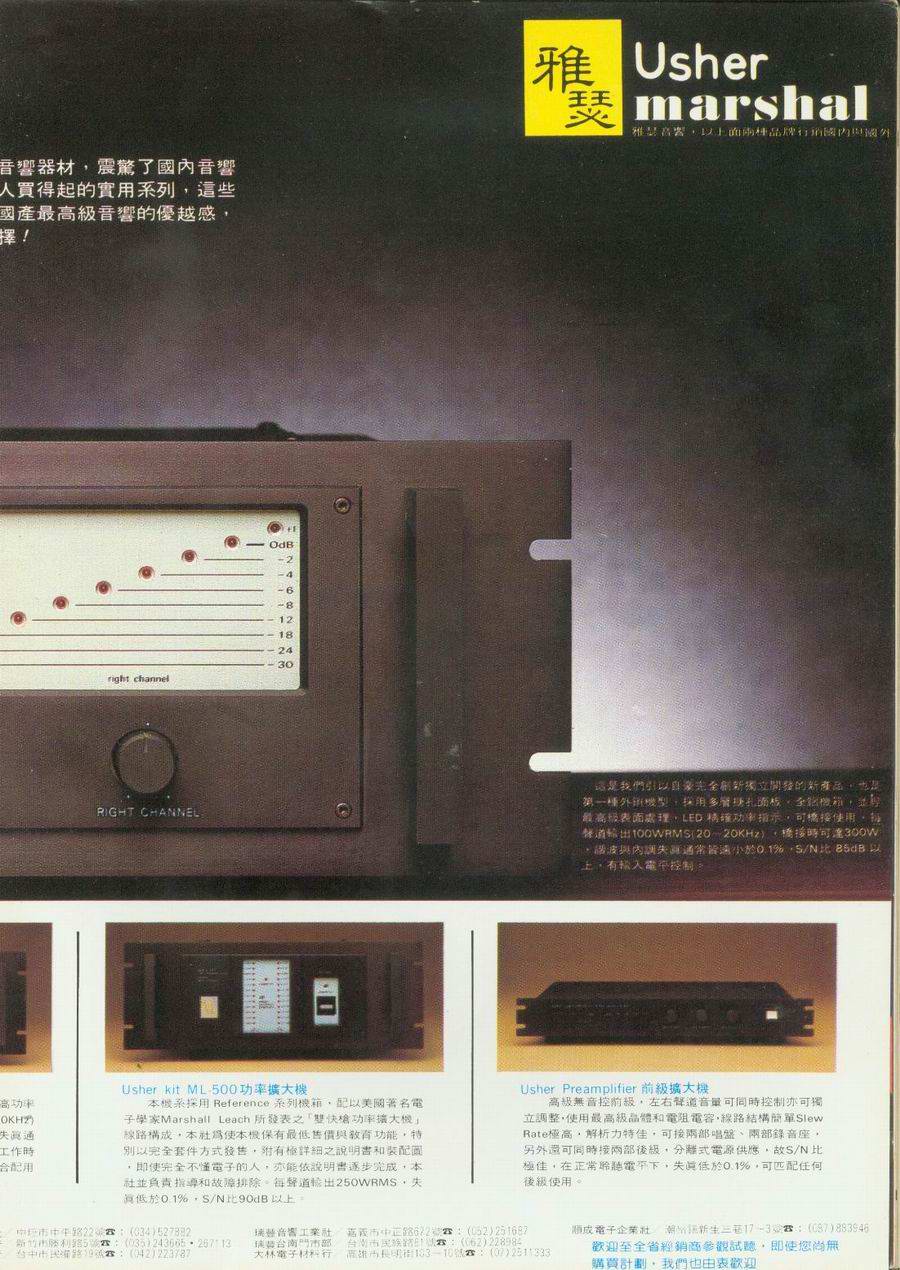 雅瑟
Usher
marshal
雅瑟音響，以上面兩種品牌行銷國內與國外
音響器材，震驚了國內音響
人買得起的實用系列，這些
國產最高級音響的優越感，
擇！
0dB
-2
-4
-6
-8
-12
-18
-24
-30
right channel
RIGHT CHANNEL
這是我們引以自豪完全創新獨立開發的新產品，也是
第一種外銷機型，採用多層鏤孔面板，全鋁機箱，並經
最高級表面處理，LED 精確功率指示，可橋接使用，每
聲道輸出100WRMS(20－20KHz)，橋接時可達300W
，諧波與內調失真通常皆遠小於0.1%，S/N比 85dB 以
上，有輸入電平控制。
高功率
0KHz)
失真通
工作時
合配用
Usher kit ML-500功率擴大機
本機系採用 Reference 系列機箱，配以美國著名電
子學家Marshall Leach 所發表之「雙快槍功率擴大機」
線路構成，本社爲使本機保有最低售價與敎育功能，特
別以完全套件方式發售，附有極詳細之說明書和裝配圖
，即使完全不懂電子的人，亦能依說明書逐步完成，本
社並負責指導和故障排除。每聲道輸出250WRMS，失
眞低於0.1%，S/N比90dB以上。
Usher Preamplifier 前級擴大機
高級無音控前級，左右聲道音量可同時控制亦可獨
立調整，使用最高級晶體和電阻電容，線路結構簡單Slew
Rate極高，解析力特佳，可接兩部唱盤、兩部錄音座，
另外還可同時接兩部後級，分離式電源供應，故S/N 比
極佳，在正常聆聽電平下，失眞低於0.1%，可匹配任何
後級使用。
中壢市中平路22號☎：(034)527882
新竹市勝利路5號☎：(035)243665・267113
台中市民權路19號☎：(042)223787
瑛聲音響工業社／嘉義市中正路672號☎：(052)251687
瑛聲台南門市部／台南市民族路81號☎：(062)228984
大林電子材料行／高雄市長明街133－10號☎：(07)2511333
順成電子企業社／潮州鎮新生三巷17－3號☎：(087)883946
歡迎至全省經銷商參觀試聽，即使您尚無
購買計劃，我們也由衷歡迎